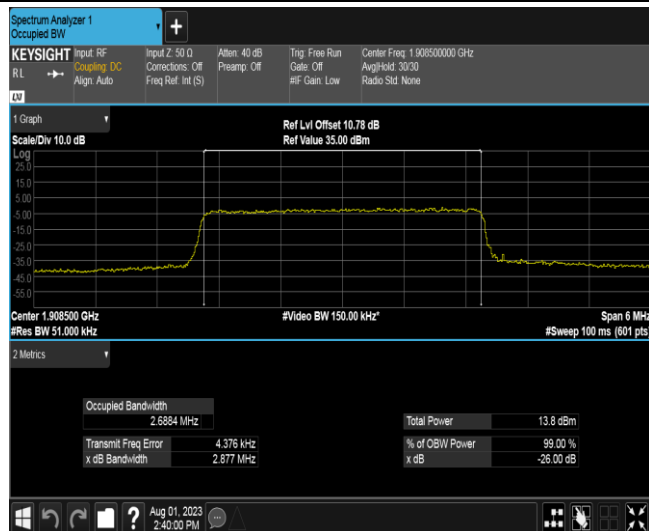 Spectrum Analyzer 1
Occupied BW
+
KEYSIGHT
RL
LXI
Input: RF
Coupling: DC
Align: Auto
Input Z: 50 Ω
Corrections: Off
Freq Ref: Int (S)
Atten: 40 dB
Preamp: Off
Trig: Free Run
Gate: Off
#IF Gain: Low
Center Freq: 1.908500000 GHz
Avg|Hold: 30/30
Radio Std: None
1 Graph
Scale/Div 10.0 dB
Ref Lvl Offset 10.78 dB
Ref Value 35.00 dBm
Log
25.0
15.0
5.00
-5.00
-15.0
-25.0
-35.0
-45.0
-55.0
Center 1.908500 GHz
#Video BW 150.00 kHz*
Span 6 MHz
#Res BW 51.000 kHz
#Sweep 100 ms (601 pts)
2 Metrics
Occupied Bandwidth
2.6884 MHz
Total Power 13.8 dBm
Transmit Freq Error 4.376 kHz
% of OBW Power 99.00 %
x dB Bandwidth 2.877 MHz
x dB -26.00 dB
?
Aug 01, 2023
2:40:00 PM